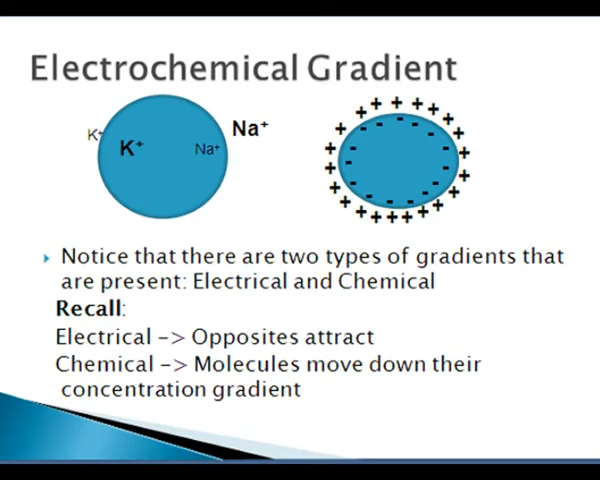 Electrochemical Gradient
K+ K+ Na+ Na+
Notice that there are two types of gradients that
are present: Electrical and Chemical
Recall:
Electrical -> Opposites attract
Chemical -> Molecules move down their
concentration gradient